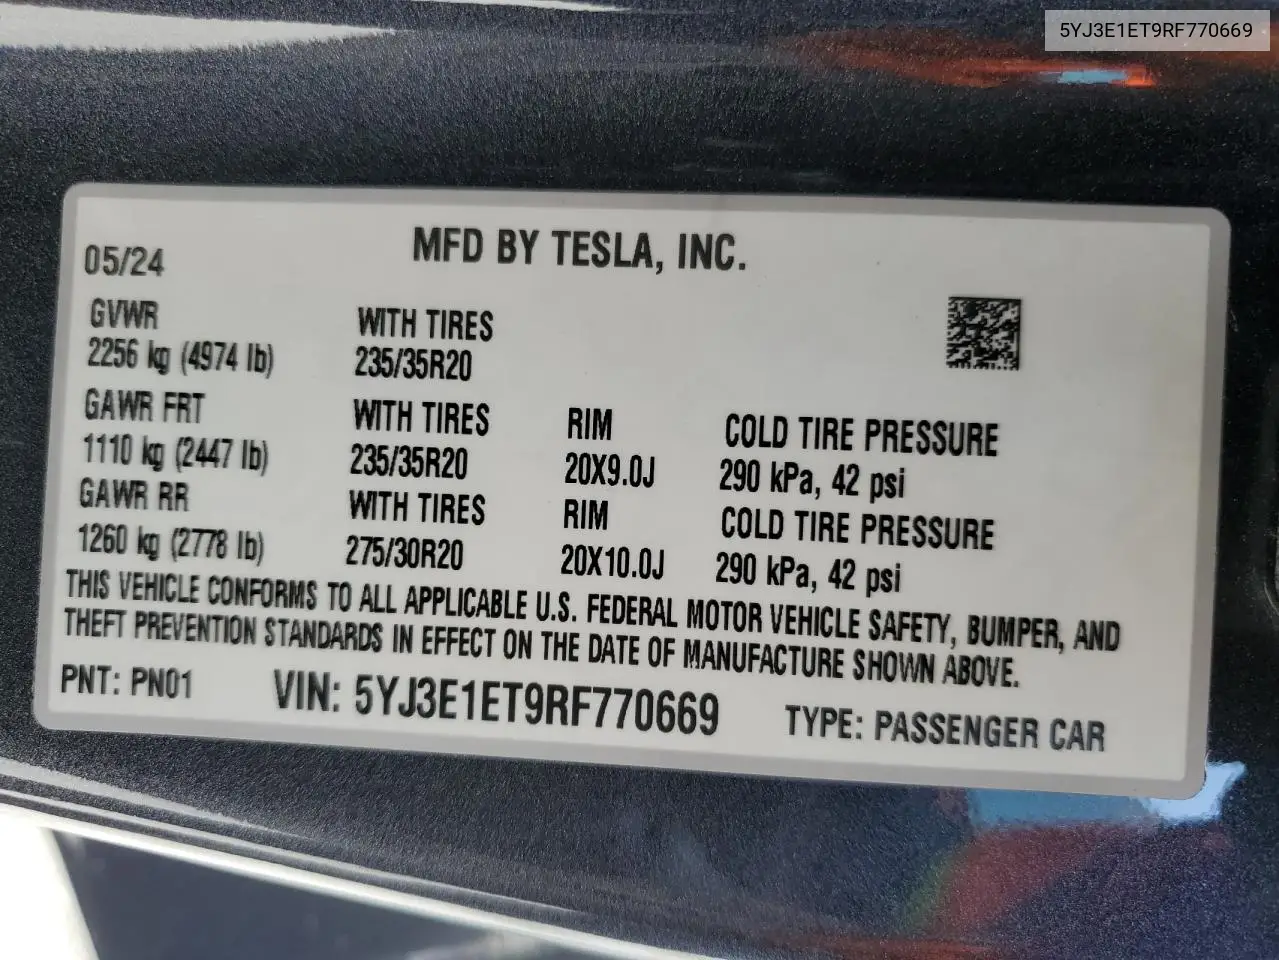 5YJ3E1ET9RF770669
05/24
MFD BY TESLA, INC.
GVWR
2256 kg (4974 lb)
WITH TIRES
235/35R20
GAWR FRT
1110 kg (2447 lb)
WITH TIRES
235/35R20
RIM
20X9.0J
COLD TIRE PRESSURE
290 kPa, 42 psi
GAWR RR
1260 kg (2778 lb)
WITH TIRES
275/30R20
RIM
20X10.0J
COLD TIRE PRESSURE
290 kPa, 42 psi
THIS VEHICLE CONFORMS TO ALL APPLICABLE U.S. FEDERAL MOTOR VEHICLE SAFETY, BUMPER, AND
THEFT PREVENTION STANDARDS IN EFFECT ON THE DATE OF MANUFACTURE SHOWN ABOVE.
PNT: PN01
VIN: 5YJ3E1ET9RF770669
TYPE: PASSENGER CAR